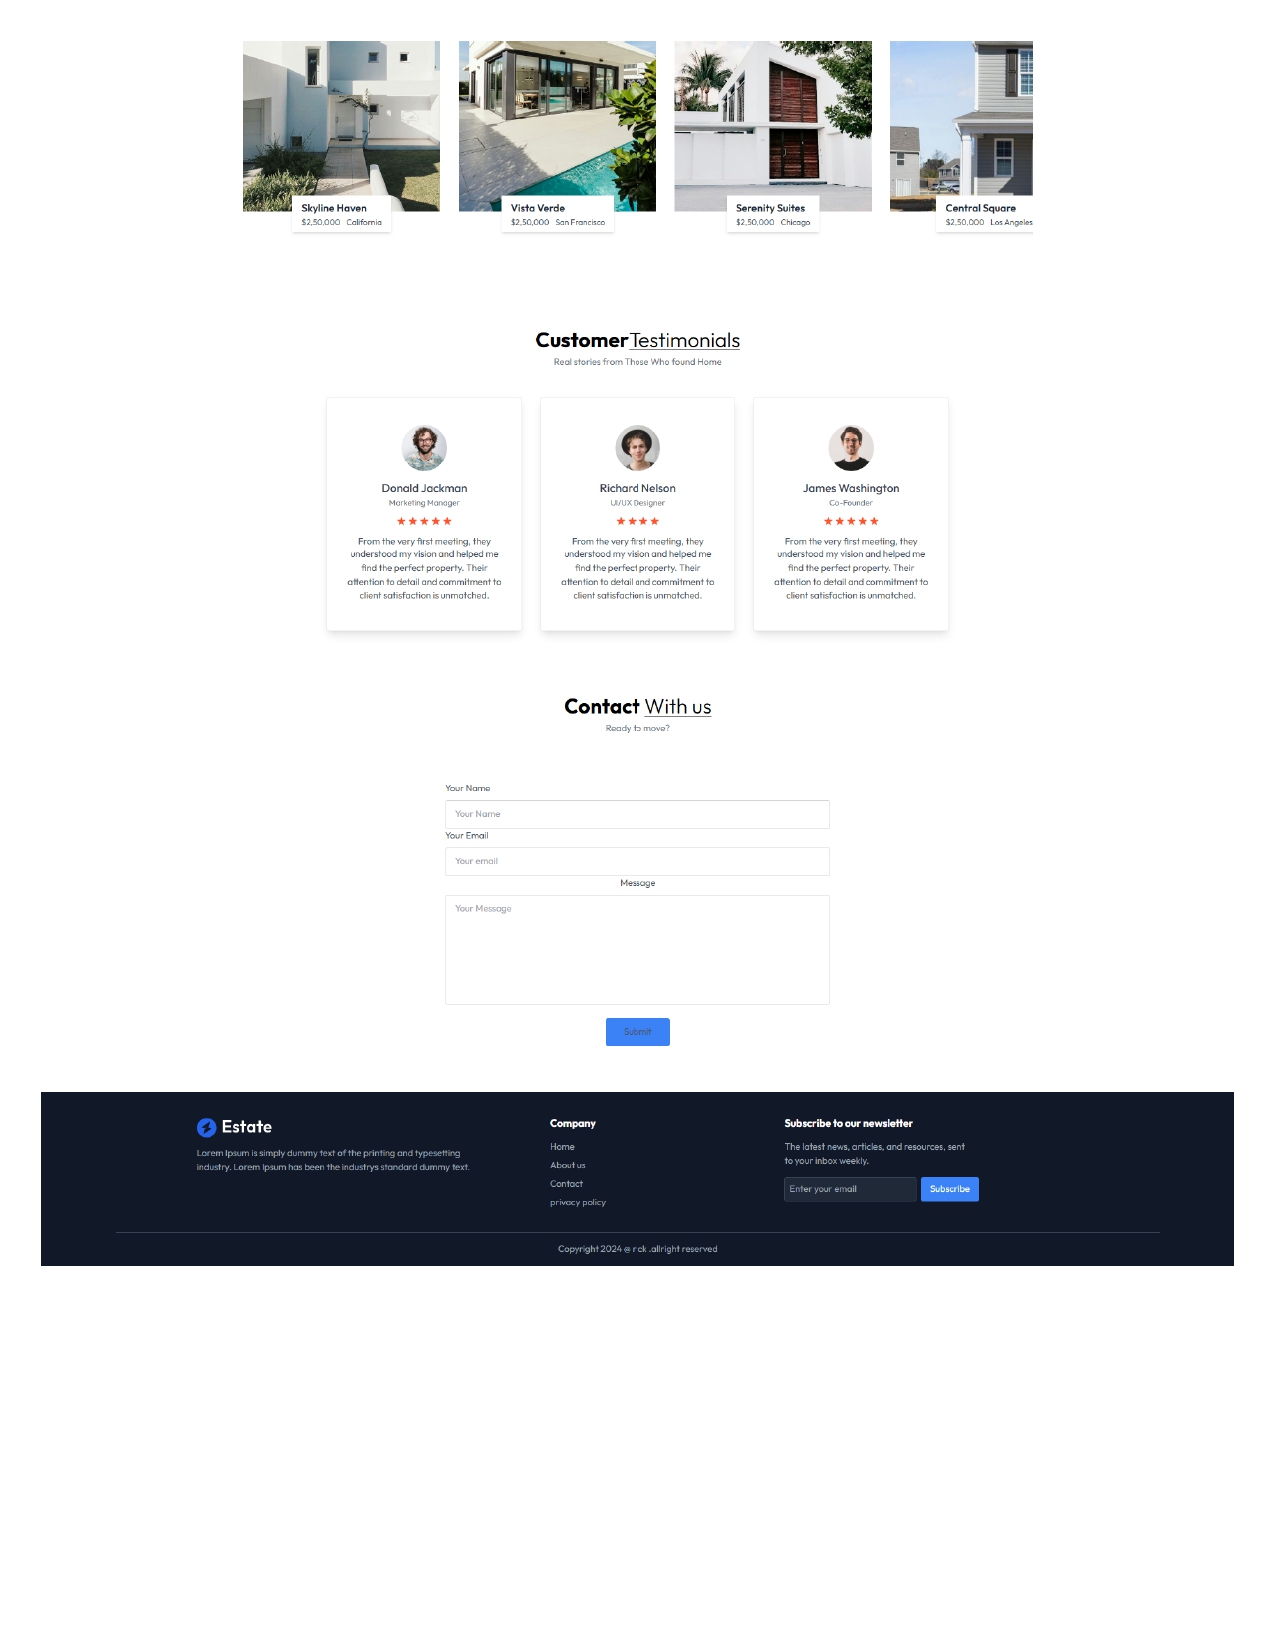 Skyline Haven
$2,50,000 California
Vista Verde
$2,50,000 San Francisco
Serenity Suites
$2,50,000 Chicago
Central Square
$2,50,000 Los Angeles
Customer Testimonials
Real stories from Those Who found Home
Donald Jackman
Marketing Manager
★★★★★
From the very first meeting, they
understood my vision and helped me
find the perfect property. Their
attention to detail and commitment to
client satisfaction is unmatched.
Richard Nelson
UI/UX Designer
★★★★
From the very first meeting, they
understood my vision and helped me
find the perfect property. Their
attention to detail and commitment to
client satisfaction is unmatched.
James Washington
Co-Founder
★★★★★
From the very first meeting, they
understood my vision and helped me
find the perfect property. Their
attention to detail and commitment to
client satisfaction is unmatched.
Contact With us
Ready to move?
Your Name
Your Name
Your Email
Your email
Message
Your Message
Submit
Estate
Lorem Ipsum is simply dummy text of the printing and typesetting
industry. Lorem Ipsum has been the industrys standard dummy text.
Company
Home
About us
Contact
privacy policy
Subscribe to our newsletter
The latest news, articles, and resources, sent
to your inbox weekly.
Enter your email
Subscribe
Copyright 2024 @ .allright reserved